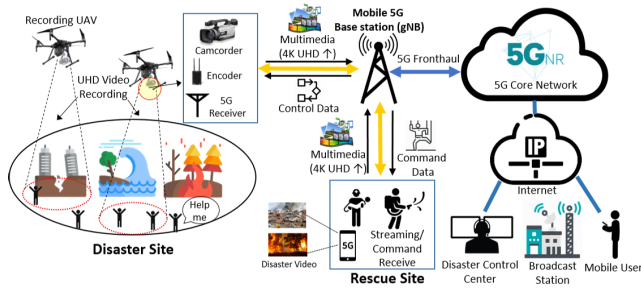 Recording UAV
UHD Video
Recording
Camcorder
Encoder
5G
Receiver
Multimedia
(4K UHD ↑)
Control Data
Mobile 5G
Base station (gNB)
5G Fronthaul
5G NR
5G Core Network
Help
me
Disaster Site
Multimedia
(4K UHD ↑)
Command
Data
IP
Internet
5G
Disaster Video
Streaming/
Command
Receive
Rescue Site
Disaster Control
Center
Broadcast
Station
Mobile User